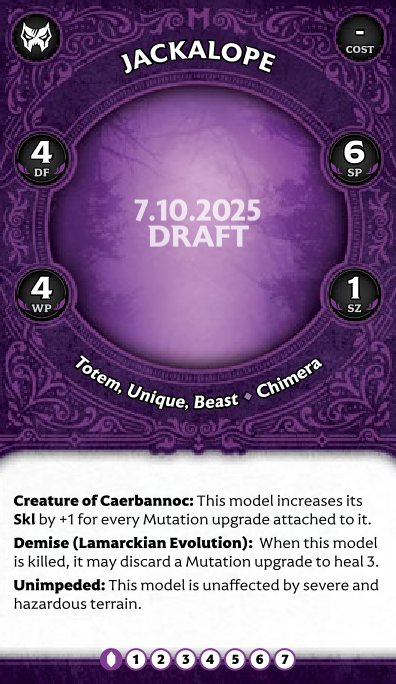 JACKALOPE
-
COST
4
DF
6
SP
7.10.2025
DRAFT
4
WP
1
SZ
Totem, Unique, Beast ♦ Chimera
Creature of Caerbannoc: This model increases its
Skl by +1 for every Mutation upgrade attached to it.
Demise (Lamarckian Evolution): When this model
is killed, it may discard a Mutation upgrade to heal 3.
Unimpeded: This model is unaffected by severe and
hazardous terrain.
1 2 3 4 5 6 7